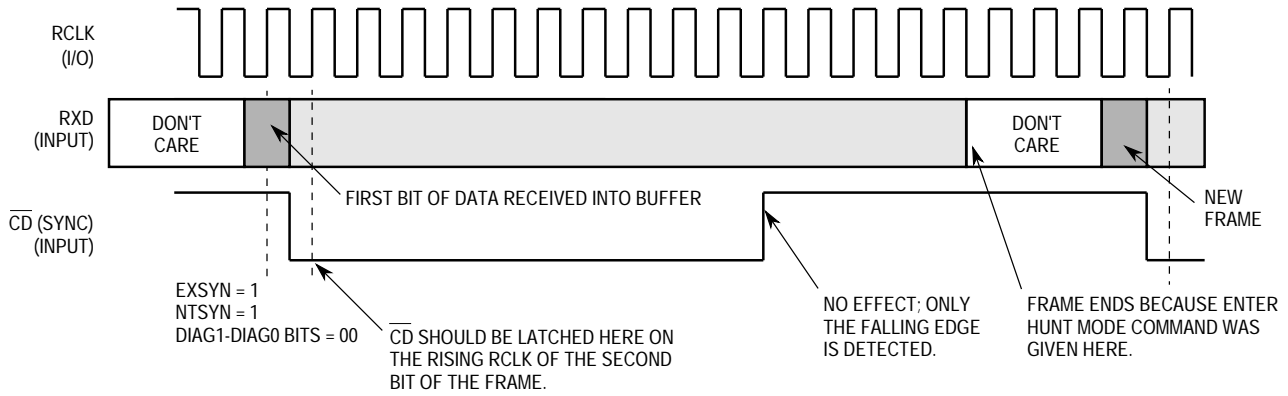 RCLK
(I/O)
RXD
(INPUT)
DON'T
CARE
DON'T
CARE
FIRST BIT OF DATA RECEIVED INTO BUFFER
NEW
FRAME
CD (SYNC)
(INPUT)
EXSYN = 1
NTSYN = 1
DIAG1-DIAG0 BITS = 00
CD SHOULD BE LATCHED HERE ON
THE RISING RCLK OF THE SECOND
BIT OF THE FRAME.
NO EFFECT; ONLY
THE FALLING EDGE
IS DETECTED.
FRAME ENDS BECAUSE ENTER
HUNT MODE COMMAND WAS
GIVEN HERE.